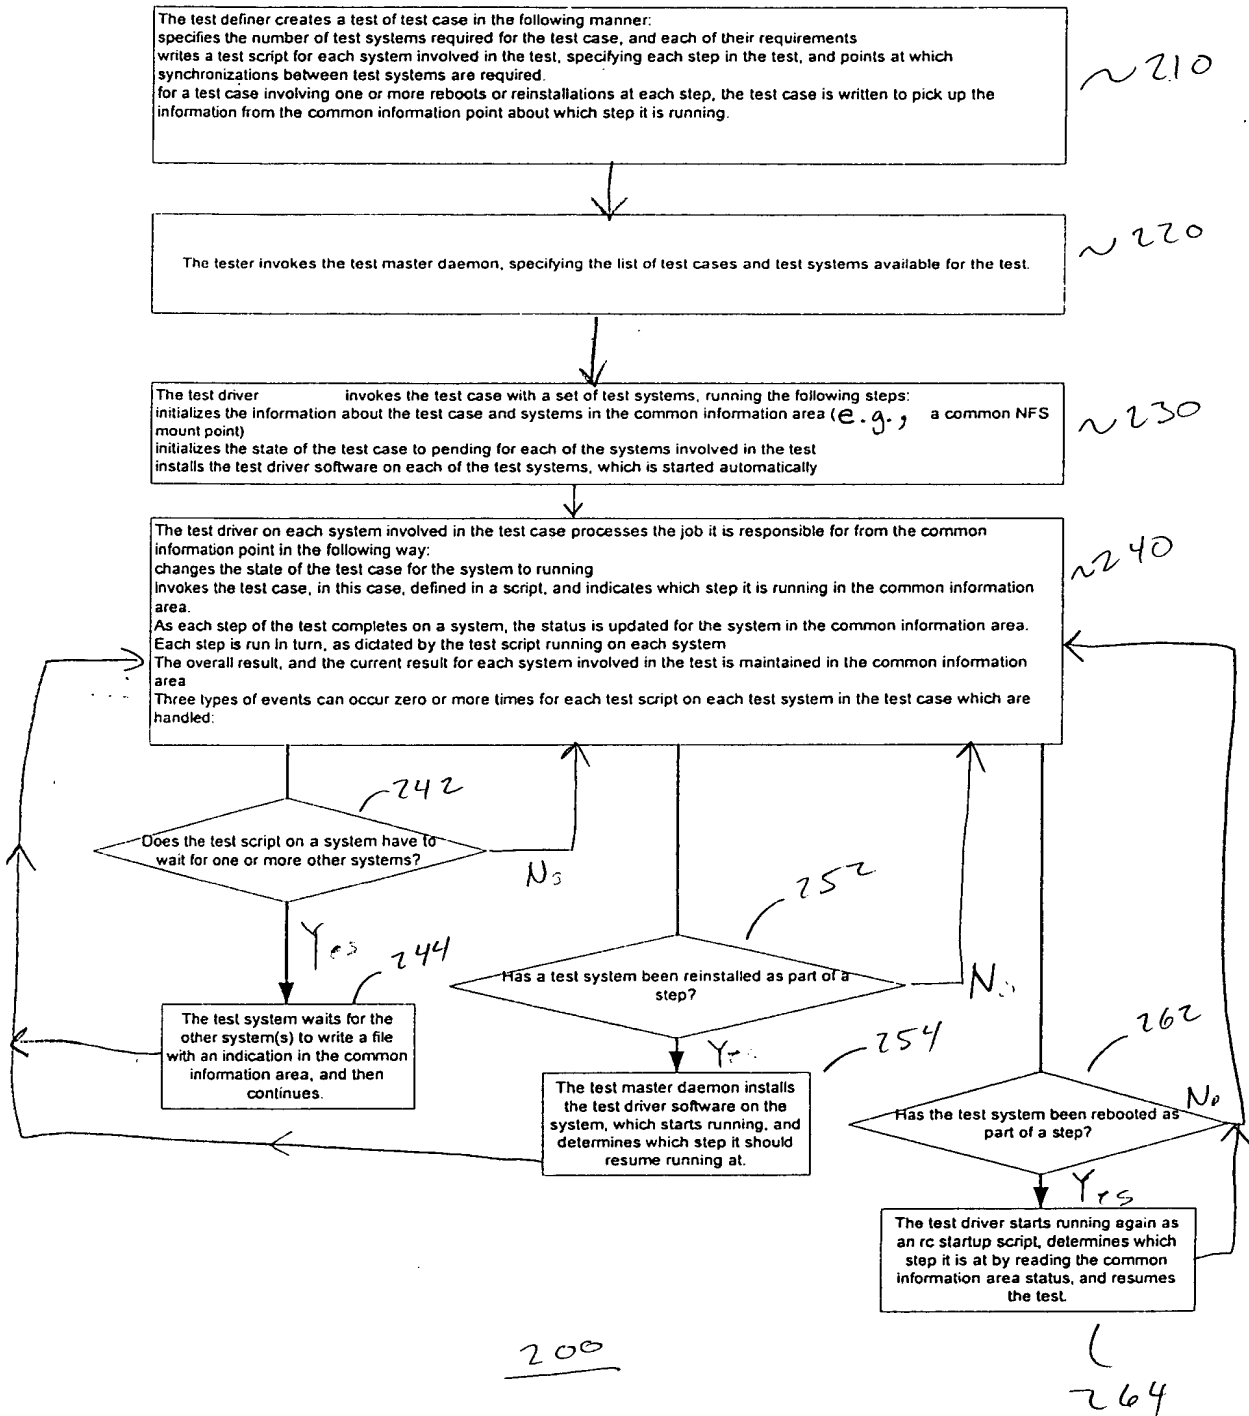 The test definer creates a test of test case in the following manner:
specifies the number of test systems required for the test case, and each of their requirements
writes a test script for each system involved in the test, specifying each step in the test, and points at which
synchronizations between test systems are required.
for a test case involving one or more reboots or reinstallations at each step, the test case is written to pick up the
information from the common information point about which step it is running.
~210
The tester invokes the test master daemon, specifying the list of test cases and test systems available for the test.
~220
The test driver invokes the test case with a set of test systems, running the following steps:
initializes the information about the test case and systems in the common information area (e.g., a common NFS
mount point)
initializes the state of the test case to pending for each of the systems involved in the test
installs the test driver software on each of the test systems, which is started automatically
~230
The test driver on each system involved in the test case processes the job it is responsible for from the common
information point in the following way:
changes the state of the test case for the system to running
Invokes the test case, in this case, defined in a script, and indicates which step it is running in the common information
area.
As each step of the test completes on a system, the status is updated for the system in the common information area.
Each step is run in turn, as dictated by the test script running on each system
The overall result, and the current result for each system involved in the test is maintained in the common information
area
Three types of events can occur zero or more times for each test script on each test system in the test case which are
handled:
~240
242
Does the test script on a system have to
wait for one or more other systems?
No
Yes
244
The test system waits for the
other system(s) to write a file
with an indication in the common
information area, and then
continues.
252
Has a test system been reinstalled as part of a
step?
No
Yes
254
The test master daemon installs
the test driver software on the
system, which starts running, and
determines which step it should
resume running at.
262
Has the test system been rebooted as
part of a step?
No
Yes
The test driver starts running again as
an rc startup script, determines which
step it is at by reading the common
information area status, and resumes
the test.
264
200